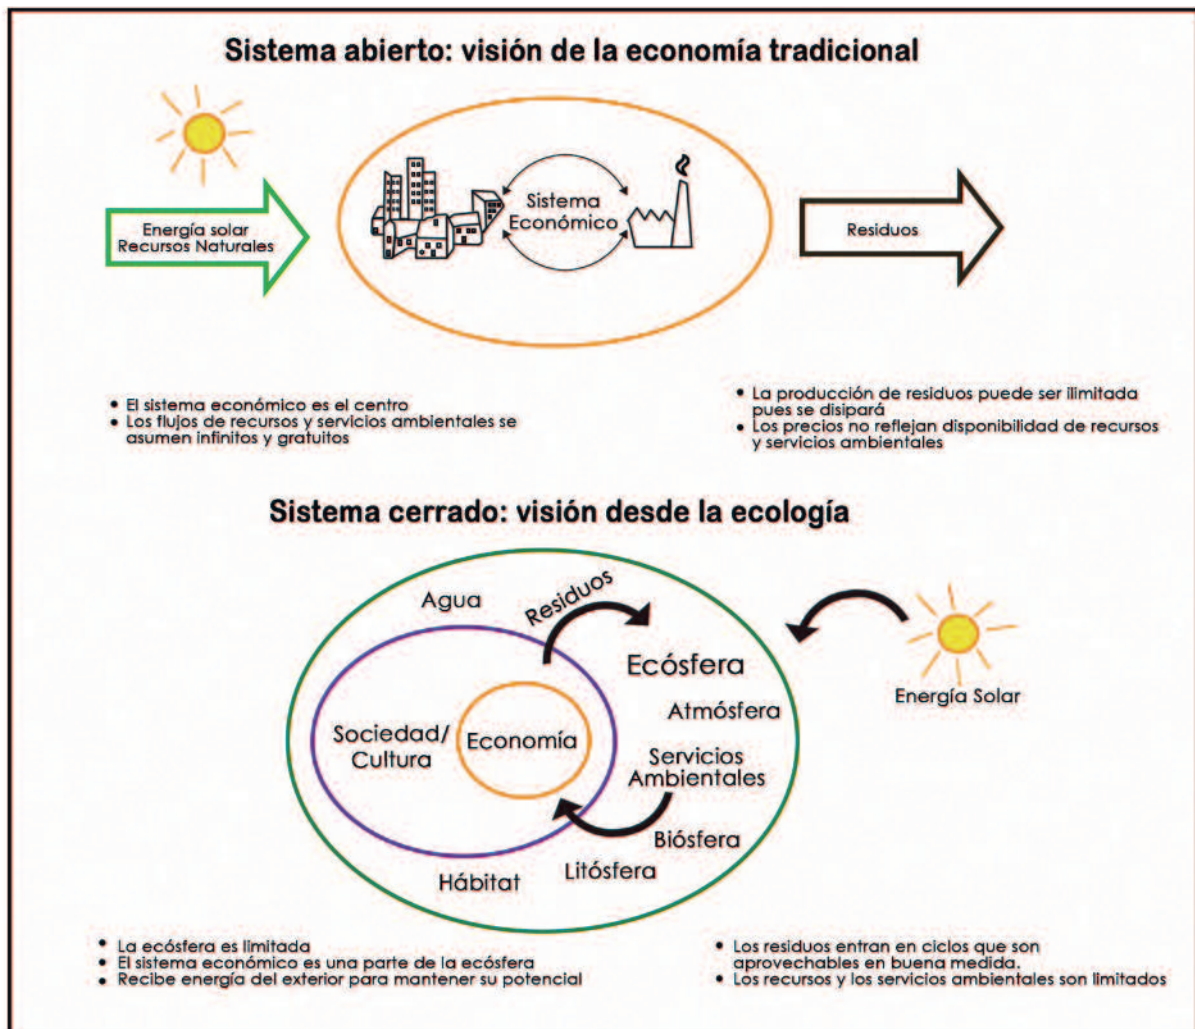 Sistema abierto: visión de la economía tradicional
Energía solar
Recursos Naturales
Sistema
Económico
Residuos
• El sistema económico es el centro
• Los flujos de recursos y servicios ambientales se
asumen infinitos y gratuitos
• La producción de residuos puede ser ilimitada
pues se disipará
• Los precios no reflejan disponibilidad de recursos
y servicios ambientales
Sistema cerrado: visión desde la ecología
Agua
Residuos
Ecósfera
Atmósfera
Energía Solar
Sociedad/
Cultura
Economía
Servicios
Ambientales
Biósfera
Litósfera
Hábitat
• La ecósfera es limitada
• El sistema económico es una parte de la ecósfera
• Recibe energía del exterior para mantener su potencial
• Los residuos entran en ciclos que son
aprovechables en buena medida.
• Los recursos y los servicios ambientales son limitados